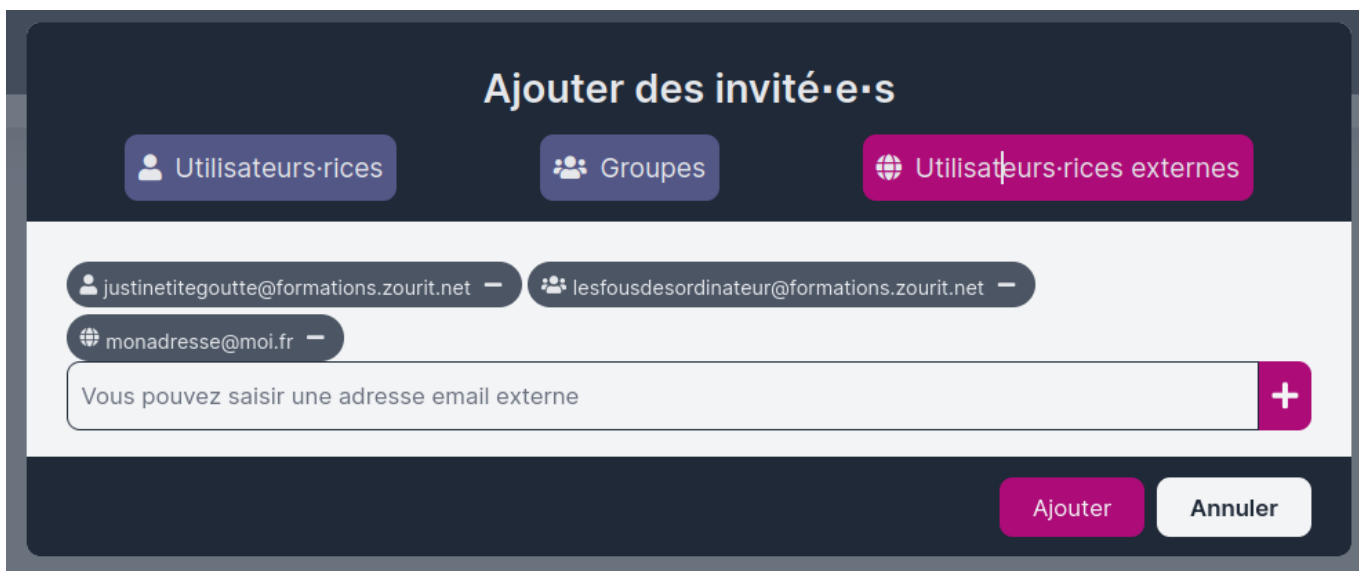 Ajouter des invité·e·s
Utilisateurs·rices Groupes Utilisateurs·rices externes
justinetitegoutte@formations.zourit.net lesfousdesordinateur@formations.zourit.net
monadresse@moi.fr
Vous pouvez saisir une adresse email externe
Ajouter Annuler